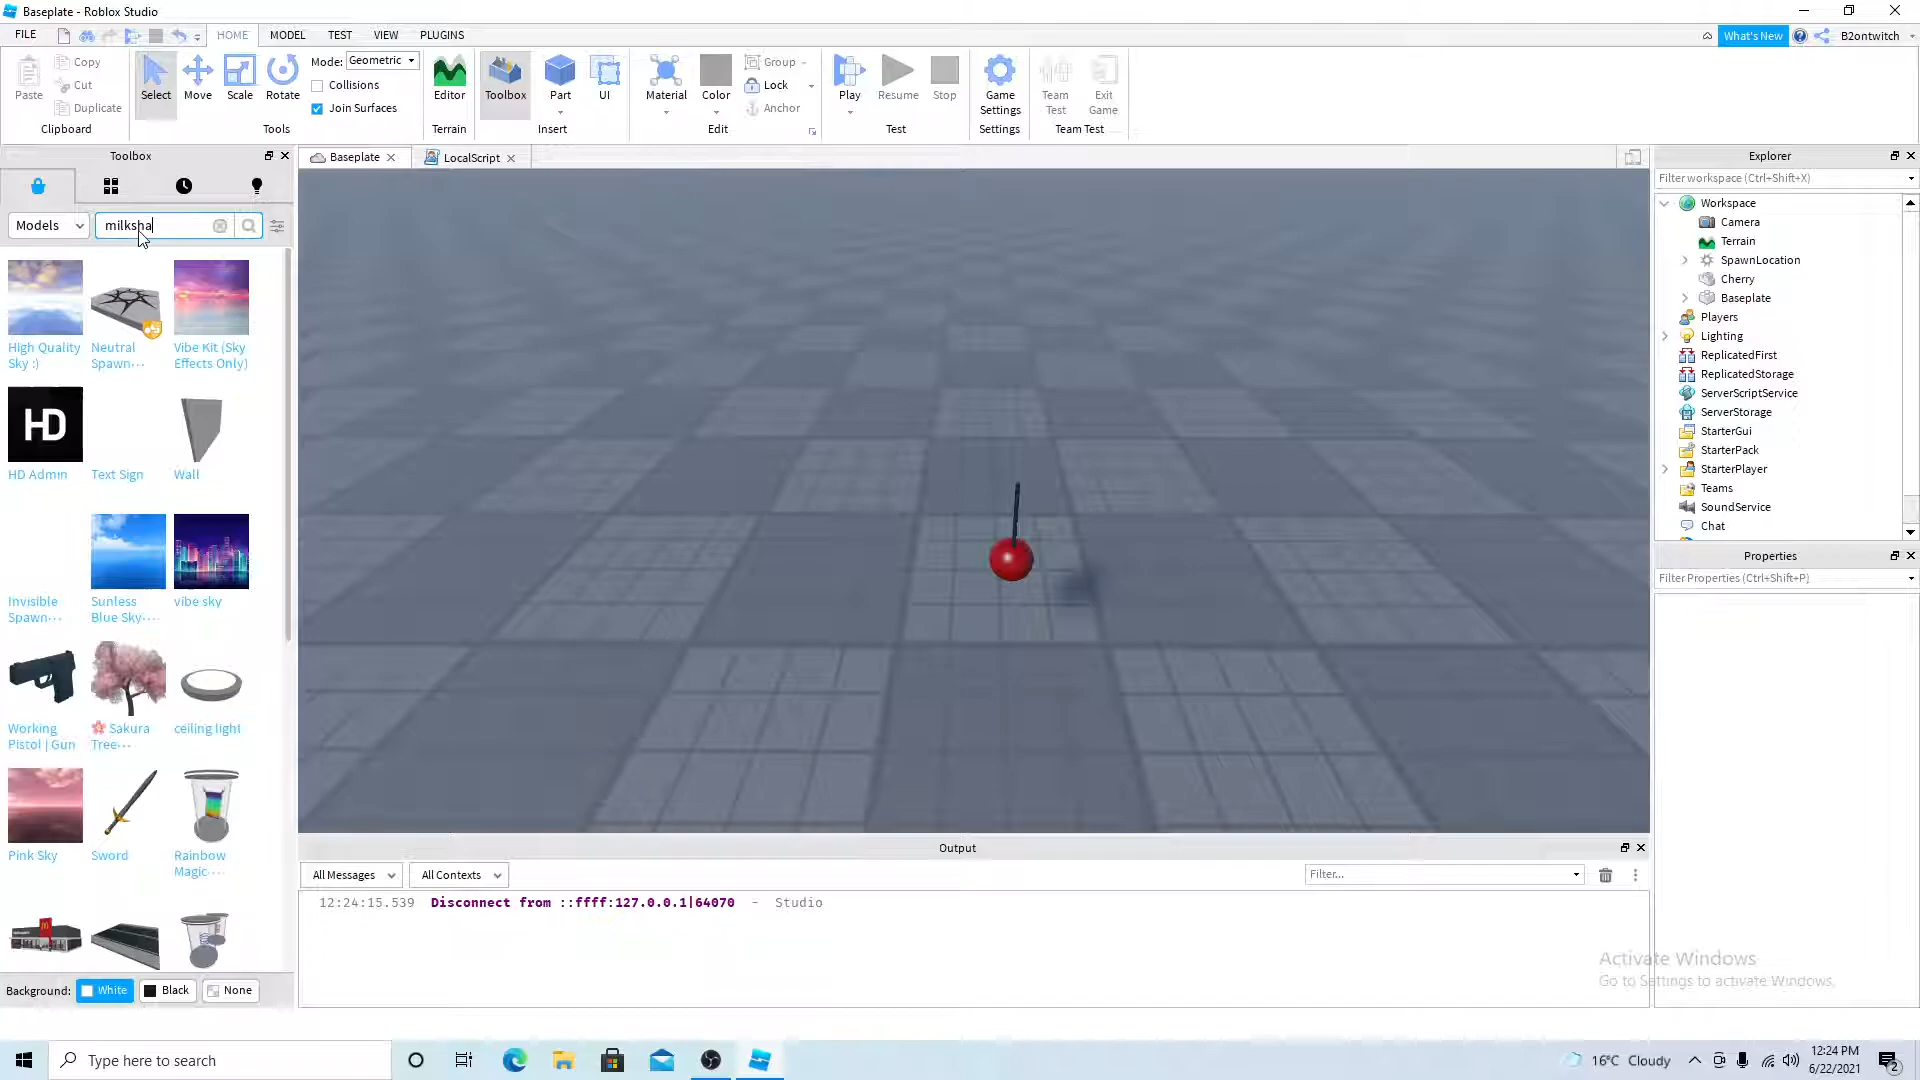 Baseplate - Roblox Studio
FILE HOME MODEL TEST VIEW PLUGINS What's New B2ontwitch
Paste Copy Cut Duplicate Clipboard
Select Move Scale Rotate Mode: Geometric Collisions Join Surfaces Tools
Editor Terrain
Toolbox Part UI Insert
Material Color Group Lock Anchor Edit
Play Resume Stop Test
Game Settings Settings
Team Test Exit Game Team Test
Toolbox
Models milksha
High Quality Sky :)
Neutral Spawn...
Vibe Kit (Sky Effects Only)
HD
HD Admin
Text Sign
Wall
Invisible Spawn...
Sunless Blue Sky...
vibe sky
Working Pistol | Gun
🌸 Sakura Tree...
ceiling light
Pink Sky
Sword
Rainbow Magic...
Background: White Black None
Baseplate LocalScript
Output
All Messages All Contexts Filter...
12:24:15.539 Disconnect from ::ffff:127.0.0.1|64070 - Studio
Explorer
Filter workspace (Ctrl+Shift+X)
Workspace
Camera
Terrain
SpawnLocation
Cherry
Baseplate
Players
Lighting
ReplicatedFirst
ReplicatedStorage
ServerScriptService
ServerStorage
StarterGui
StarterPack
StarterPlayer
Teams
SoundService
Chat
Properties
Filter Properties (Ctrl+Shift+P)
Activate Windows
Go to Settings to activate Windows.
Type here to search
16°C Cloudy
12:24 PM
6/22/2021
2